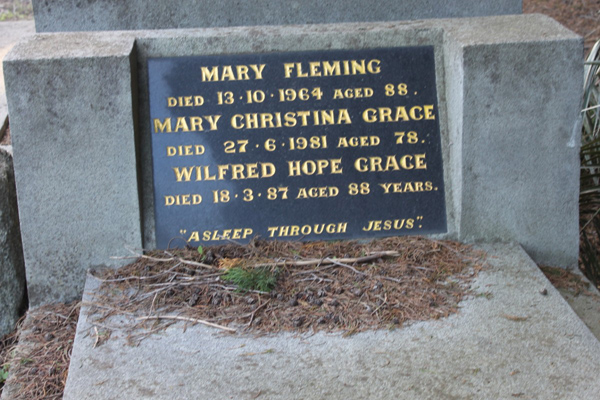 MARY FLEMING
DIED 13·10·1964 AGED 88.
MARY CHRISTINA GRACE
DIED 27·6·1981 AGED 78.
WILFRED HOPE GRACE
DIED 18·3·87 AGED 88 YEARS.
"ASLEEP THROUGH JESUS".